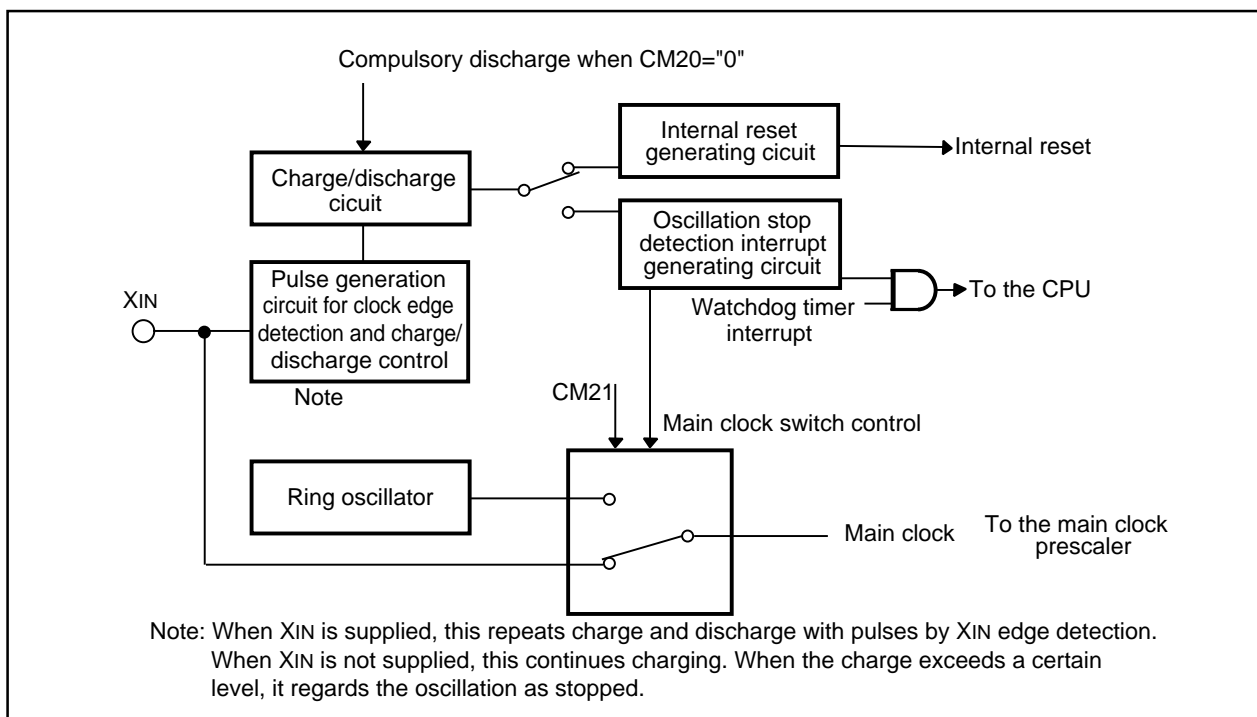 Compulsory discharge when CM20="0"
Internal reset
generating cicuit
Internal reset
Charge/discharge
cicuit
Oscillation stop
detection interrupt
generating circuit
To the CPU
Watchdog timer
interrupt
XIN
Pulse generation
circuit for clock edge
detection and charge/
discharge control
Note
CM21
Main clock switch control
Ring oscillator
Main clock
To the main clock
prescaler
Note: When XIN is supplied, this repeats charge and discharge with pulses by XIN edge detection.
When XIN is not supplied, this continues charging. When the charge exceeds a certain
level, it regards the oscillation as stopped.